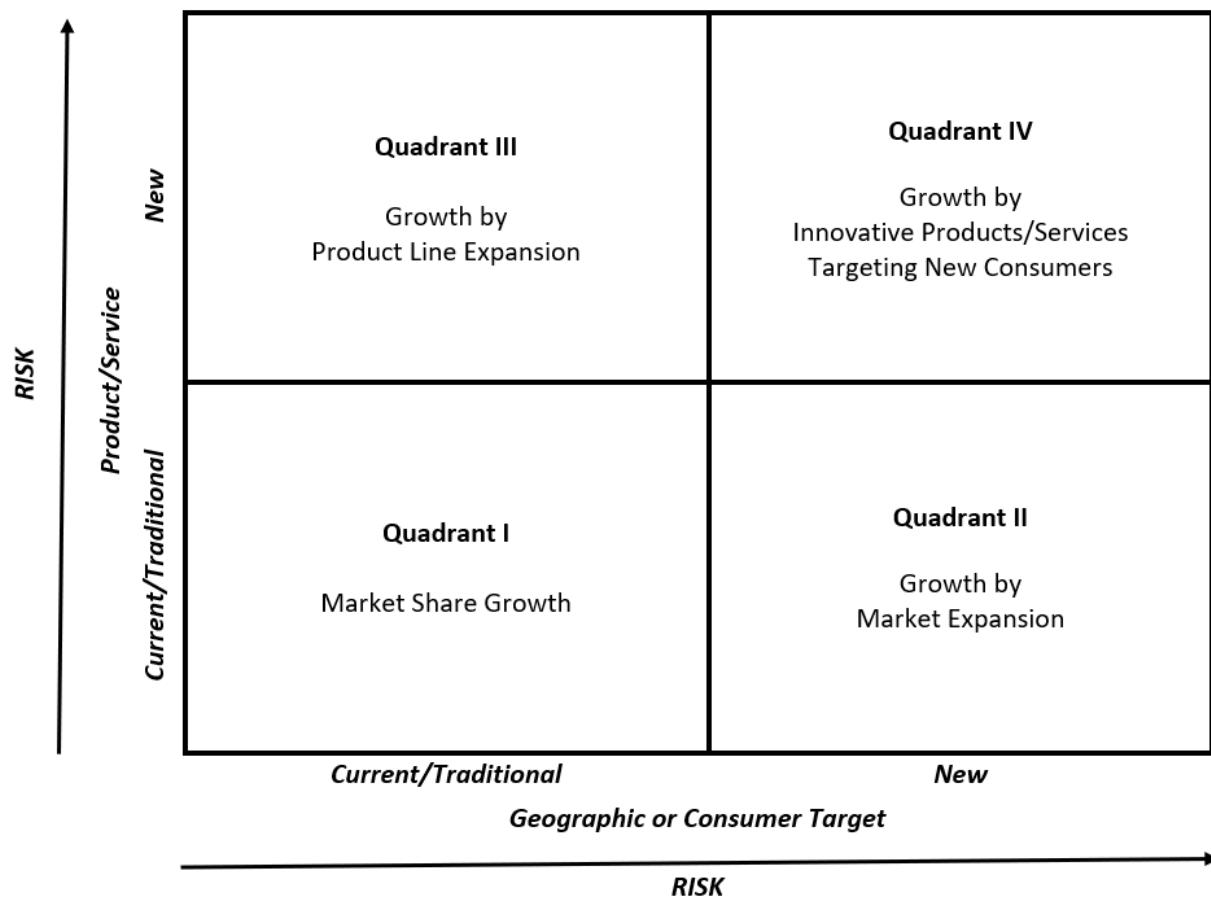 Quadrant III
Growth by
Product Line Expansion
Quadrant IV
Growth by
Innovative Products/Services
Targeting New Consumers
New
RISK
Product/Service
Current/Traditional
Quadrant I
Market Share Growth
Quadrant II
Growth by
Market Expansion
Current/Traditional
New
Geographic or Consumer Target
RISK